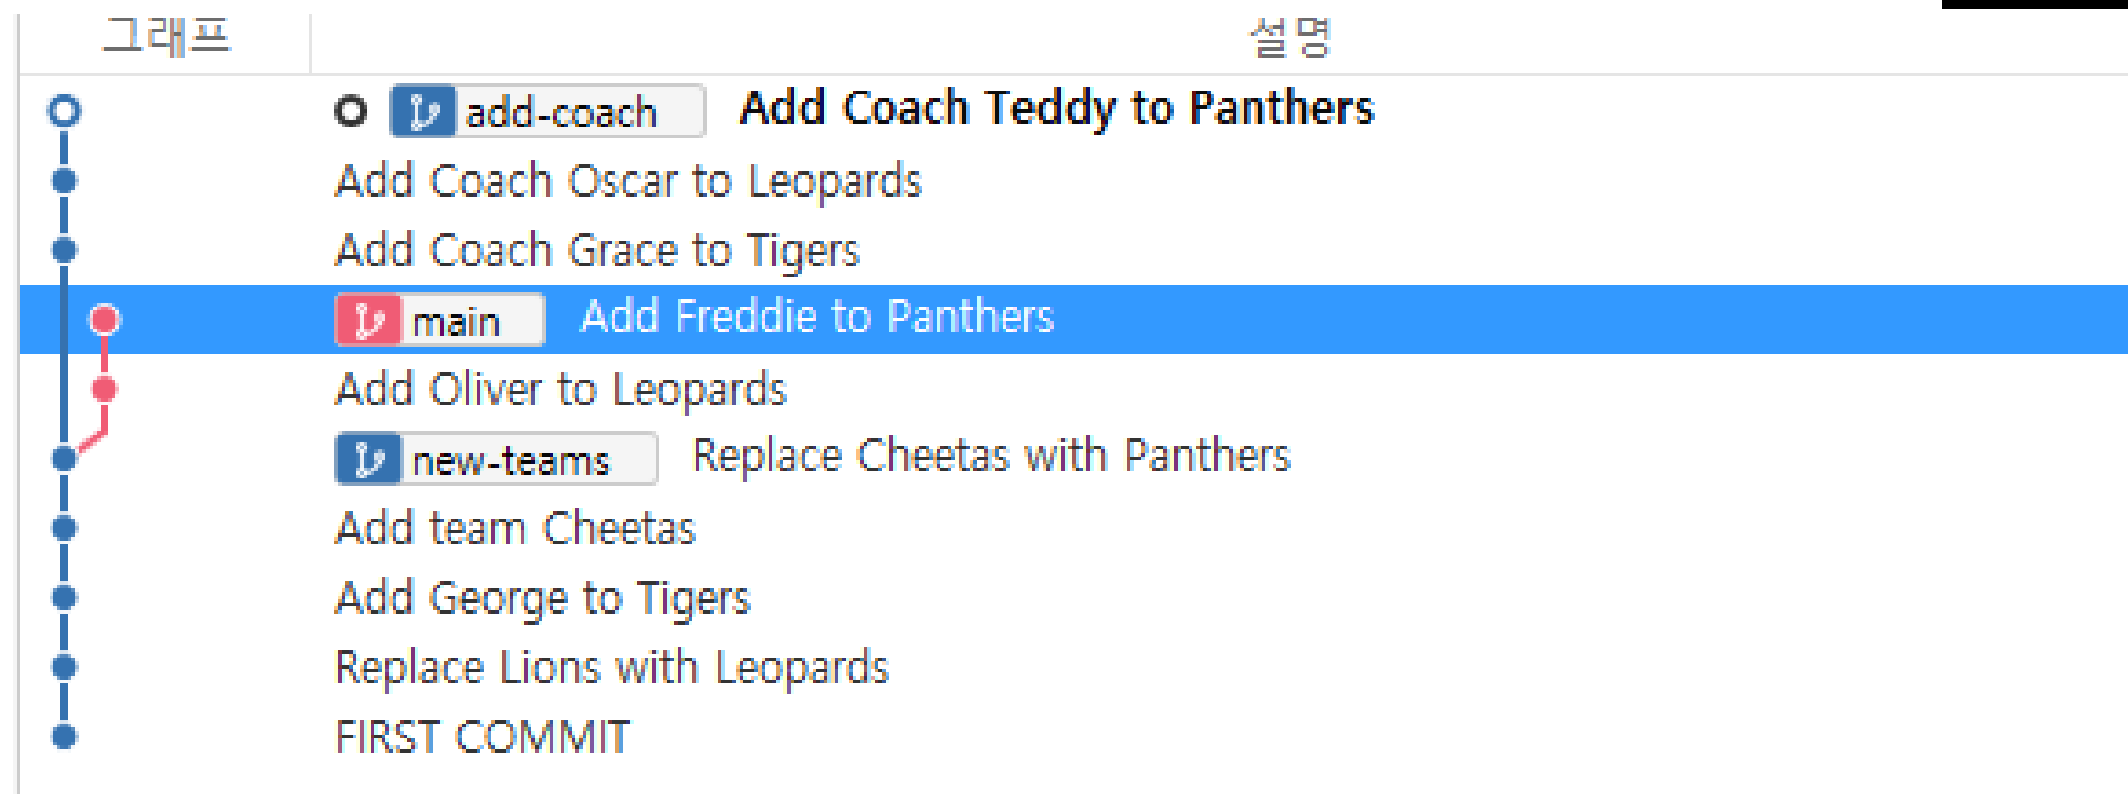 그래프 설명
add-coach Add Coach Teddy to Panthers
Add Coach Oscar to Leopards
Add Coach Grace to Tigers
main Add Freddie to Panthers
Add Oliver to Leopards
new-teams Replace Cheetas with Panthers
Add team Cheetas
Add George to Tigers
Replace Lions with Leopards
FIRST COMMIT